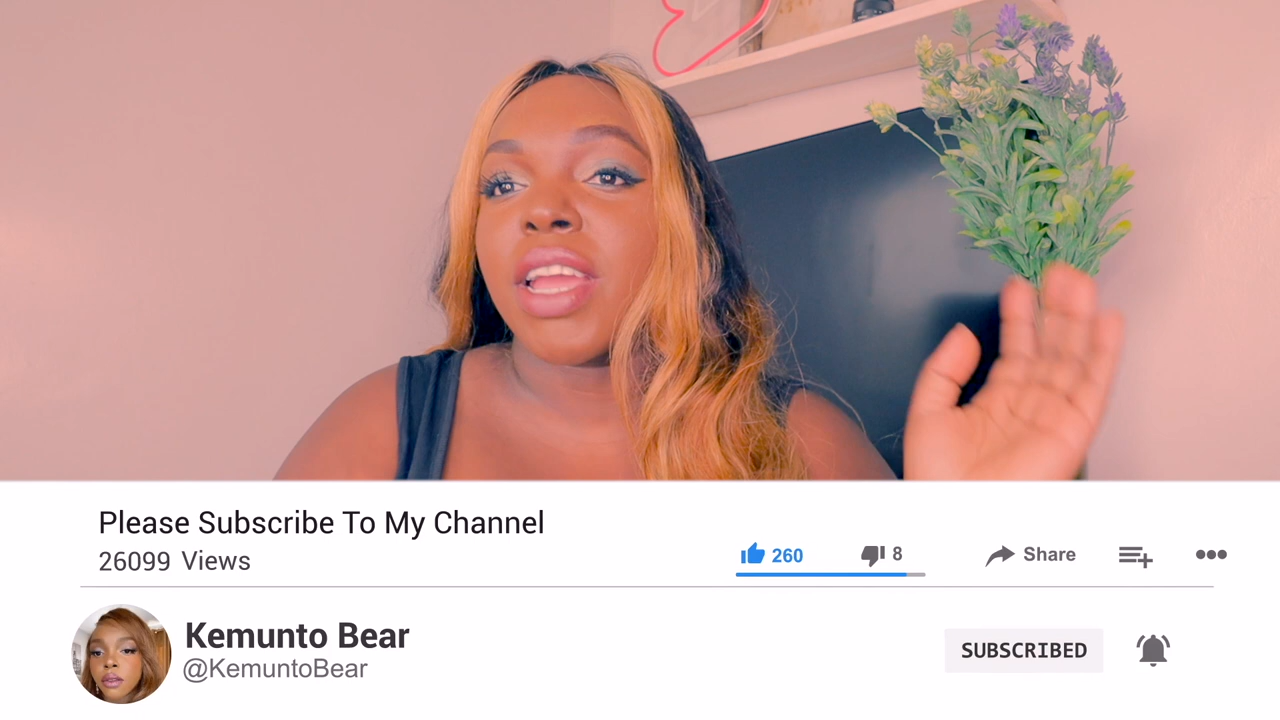 Please Subscribe To My Channel
26099 Views
260
8
Share
Kemunto Bear
@KemuntoBear
SUBSCRIBED